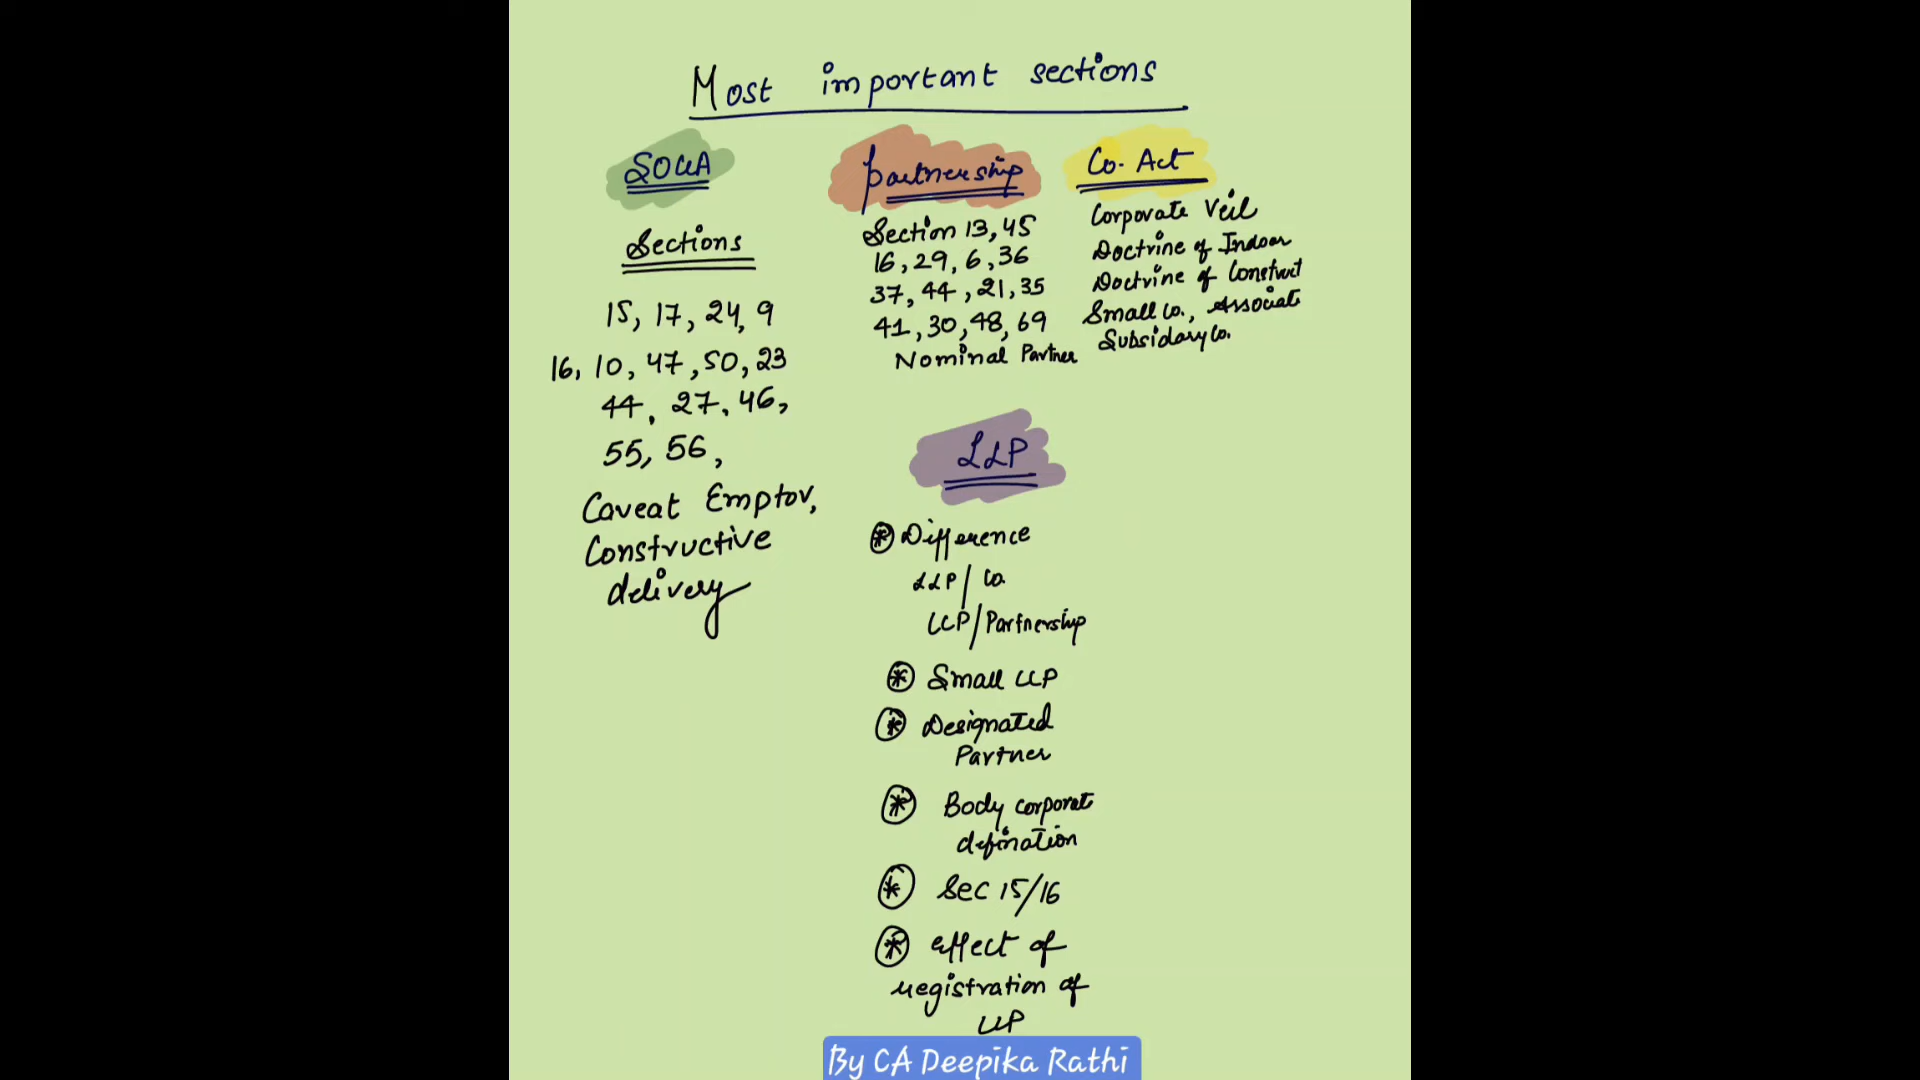 Most important sections
SOGA
Sections
15, 17, 24, 9
16, 10, 47, 50, 23
44, 27, 46,
55, 56,
Caveat Emptor,
Constructive
delivery
Partnership
Section 13, 45
16, 29, 6, 36
37, 44, 21, 35
41, 30, 48, 69
Nominal Partner
Co. Act
Corporate Veil
Doctrine of Indoor
Doctrine of Construct
Small Co., Associate
Subsidary Co.
LLP
* Difference
LLP / Co
LLP / Partnership
* Small LLP
* Designated
Partner
* Body corporate
defination
* Sec 15/16
* effect of
registration of
LLP
By CA Deepika Rathi